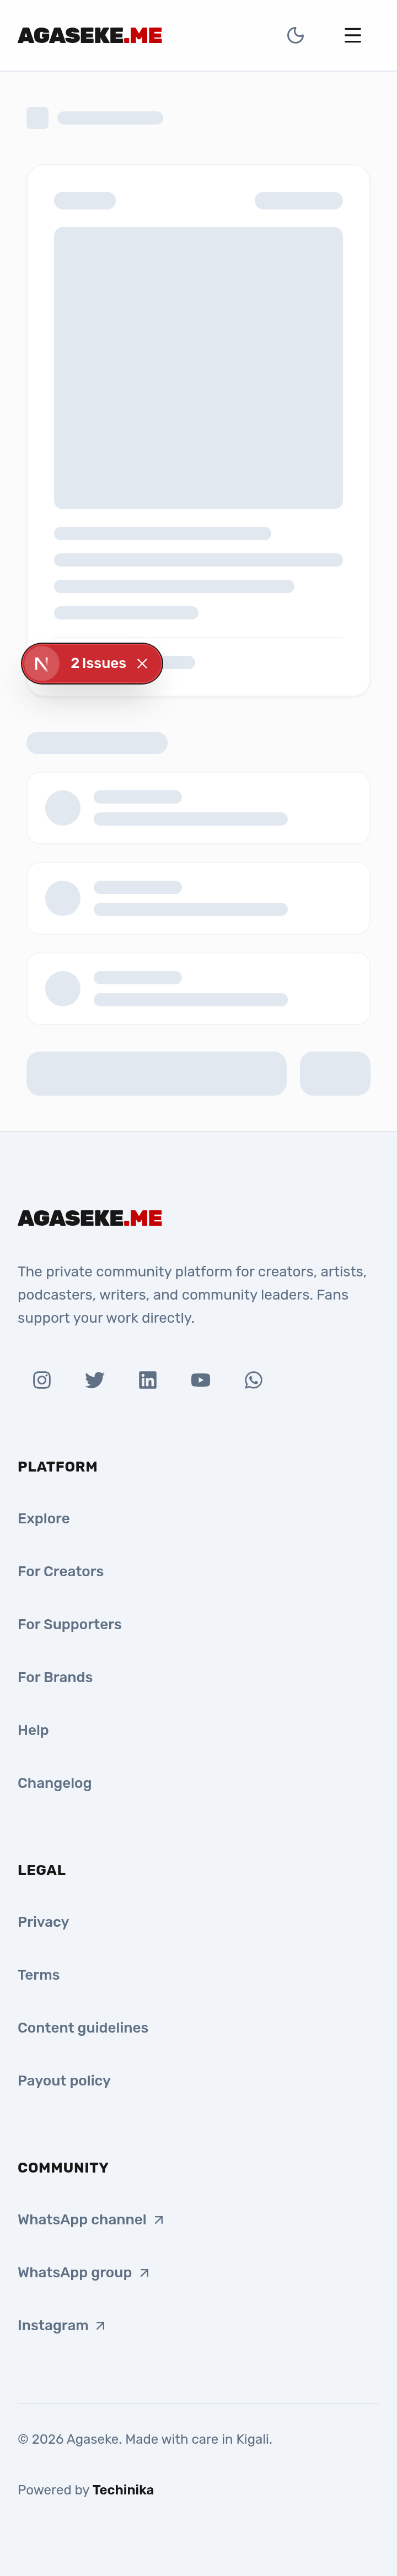 AGASEKE.ME
2 Issues
AGASEKE.ME
The private community platform for creators, artists,
podcasters, writers, and community leaders. Fans
support your work directly.
PLATFORM
Explore
For Creators
For Supporters
For Brands
Help
Changelog
LEGAL
Privacy
Terms
Content guidelines
Payout policy
COMMUNITY
WhatsApp channel
WhatsApp group
Instagram
© 2026 Agaseke. Made with care in Kigali.
Powered by Techinika